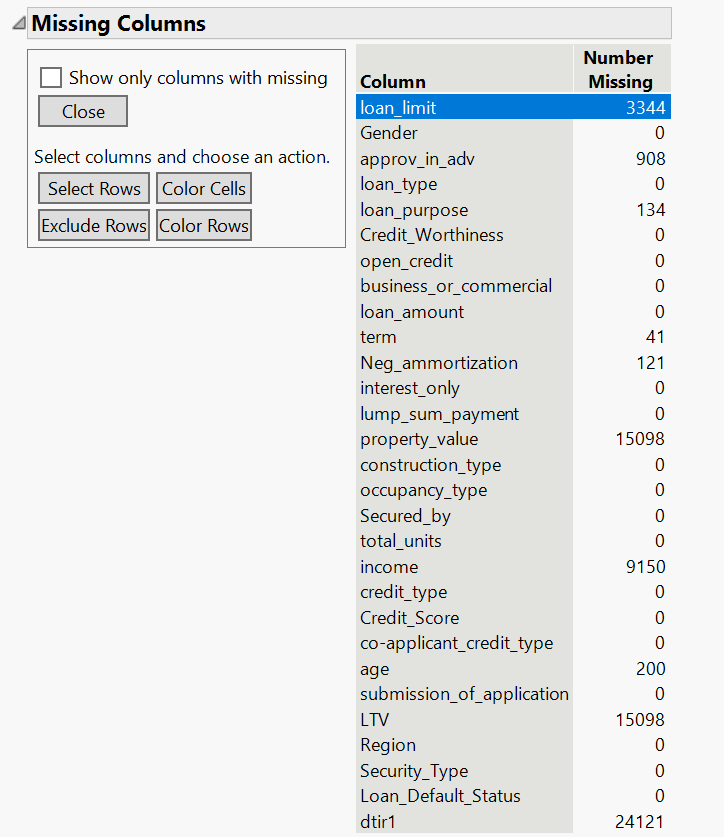 Missing Columns
Show only columns with missing
Close
Select columns and choose an action.
Select Rows Color Cells
Exclude Rows Color Rows
Column Number Missing
loan_limit 3344
Gender 0
approv_in_adv 908
loan_type 0
loan_purpose 134
Credit_Worthiness 0
open_credit 0
business_or_commercial 0
loan_amount 0
term 41
Neg_ammortization 121
interest_only 0
lump_sum_payment 0
property_value 15098
construction_type 0
occupancy_type 0
Secured_by 0
total_units 0
income 9150
credit_type 0
Credit_Score 0
co-applicant_credit_type 0
age 200
submission_of_application 0
LTV 15098
Region 0
Security_Type 0
Loan_Default_Status 0
dtir1 24121